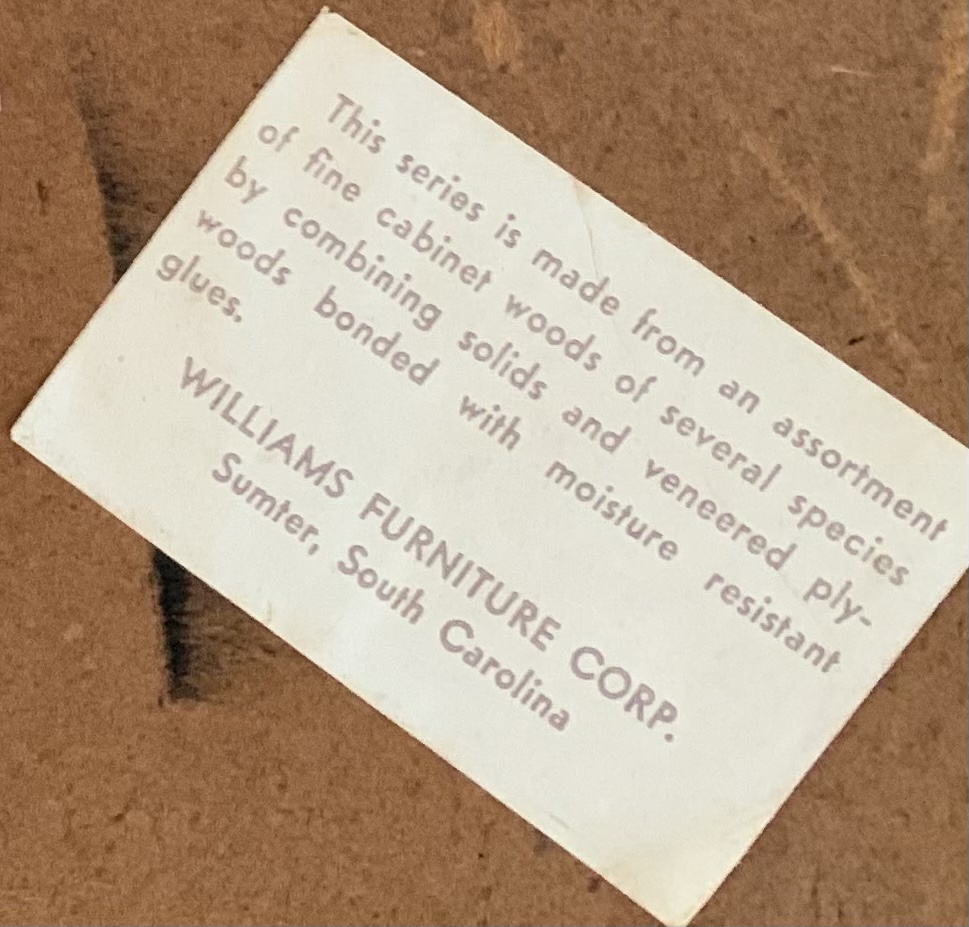 This series is made from an assortment
of fine cabinet woods of several species
by combining solids and veneered ply-
woods bonded with moisture resistant
glues.
WILLIAMS FURNITURE CORP.
Sumter, South Carolina